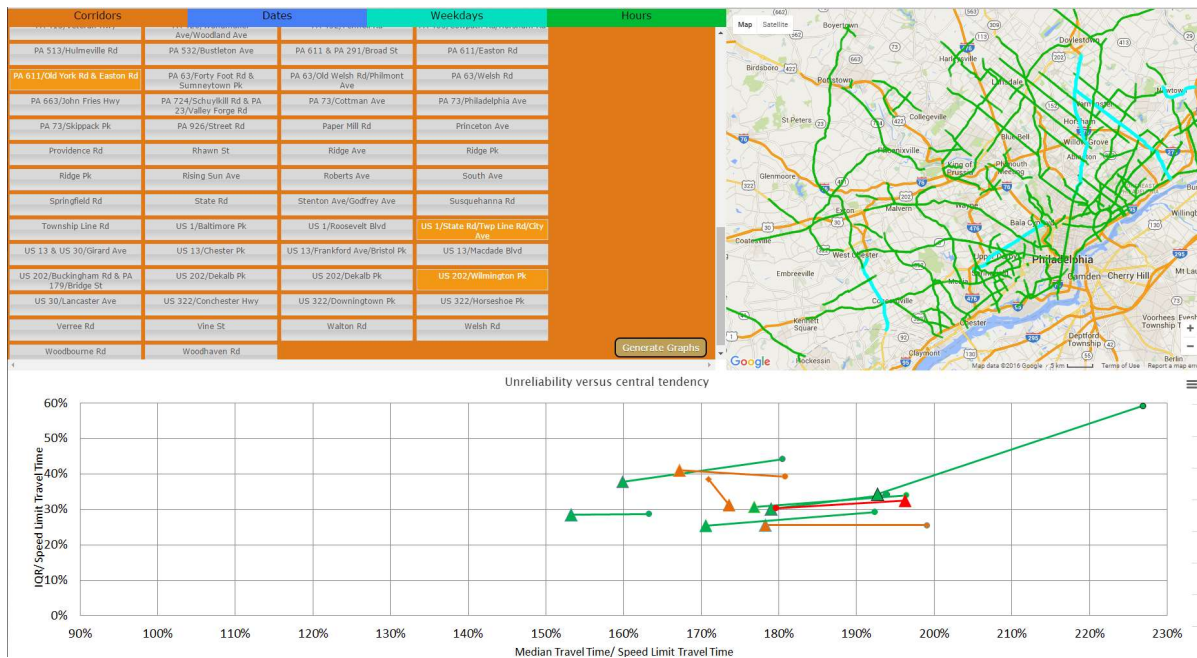 Corridors
Dates
Weekdays
Hours
Ave/Woodland Ave
PA 513/Hulmeville Rd
PA 532/Bustleton Ave
PA 611 & PA 291/Broad St
PA 611/Easton Rd
PA 611/Old York Rd & Easton Rd
PA 63/Forty Foot Rd &
Sumneytown Pk
PA 63/Old Welsh Rd/Philmont
Ave
PA 63/Welsh Rd
PA 663/John Fries Hwy
PA 724/Schuylkill Rd & PA
23/Valley Forge Rd
PA 73/Cottman Ave
PA 73/Philadelphia Ave
PA 73/Skippack Pk
PA 926/Street Rd
Paper Mill Rd
Princeton Ave
Providence Rd
Rhawn St
Ridge Ave
Ridge Pk
Ridge Pk
Rising Sun Ave
Roberts Ave
South Ave
Springfield Rd
State Rd
Stenton Ave/Godfrey Ave
Susquehanna Rd
Township Line Rd
US 1/Baltimore Pk
US 1/Roosevelt Blvd
US 1/State Rd/Twp Line Rd/City
Ave
US 13 & US 30/Girard Ave
US 13/Chester Pk
US 13/Frankford Ave/Bristol Pk
US 13/Macdade Blvd
US 202/Buckingham Rd & PA
179/Bridge St
US 202/Dekalb Pk
US 202/Dekalb Pk
US 202/Wilmington Pk
US 30/Lancaster Ave
US 322/Conchester Hwy
US 322/Downingtown Pk
US 322/Horseshoe Pk
Verree Rd
Vine St
Walton Rd
Welsh Rd
Woodbourne Rd
Woodhaven Rd
Generate Graphs
Map
Satellite
Boyertown
Doylestown
Harleysville
Birdsboro
Pottstown
Lansdale
Newtown
Warminster
Horsham
St Peters
Collegeville
Blue Bell
Willow Grove
Abington
Phoenixville
Plymouth
Meeting
King of
Prussia
Glenmoore
Wayne
Exton
Malvern
Bala Cynwyd
Coatesville
West Chester
Upper Darby
Philadelphia
Embreeville
Media
Camden
Cherry Hill
Concordville
Kennett
Square
Chester
Voorhees
Township
Deptford
Township
Hockessin
Claymont
Berlin
Google
Map data ©2016 Google
5 km
Terms of Use
Report a map
Unreliability versus central tendency
IQR/ Speed Limit Travel Time
60%
50%
40%
30%
20%
10%
0%
90%
100%
110%
120%
130%
140%
150%
160%
170%
180%
190%
200%
210%
220%
230%
Median Travel Time/ Speed Limit Travel Time